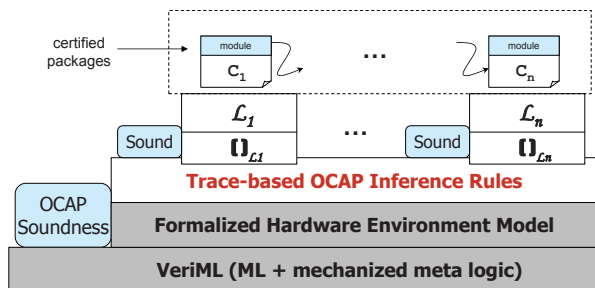 certified
packages
module
C1
...
module
Cn
ℒ1
ℒn
Sound
[]ℒ1
...
Sound
[]ℒn
Trace-based OCAP Inference Rules
OCAP
Soundness
Formalized Hardware Environment Model
VeriML (ML + mechanized meta logic)